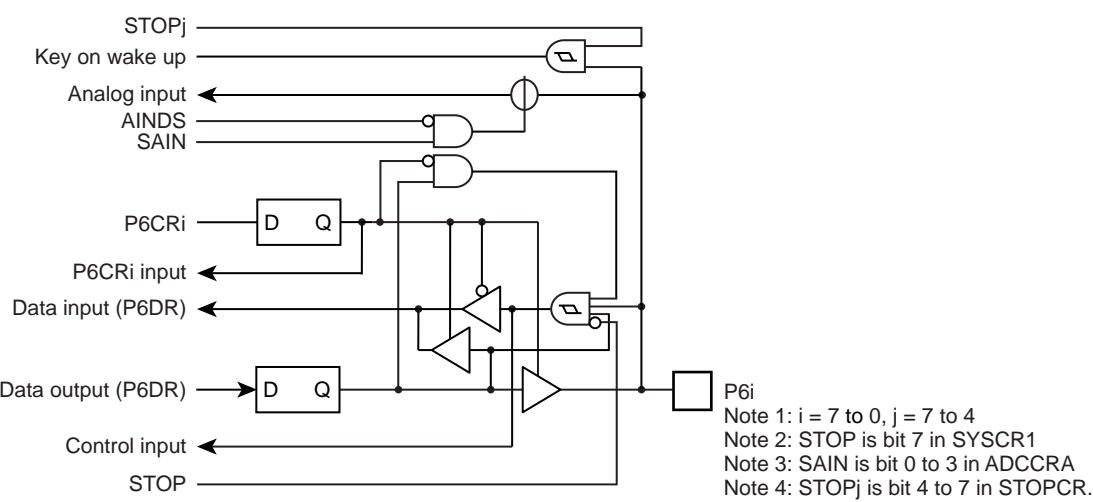 STOPj
Key on wake up
Analog input
AINDS
SAIN
P6CRi
D Q
P6CRi input
Data input (P6DR)
Data output (P6DR)
D Q
Control input
STOP
P6i
Note 1: i = 7 to 0, j = 7 to 4
Note 2: STOP is bit 7 in SYSCR1
Note 3: SAIN is bit 0 to 3 in ADCCRA
Note 4: STOPj is bit 4 to 7 in STOPCR.